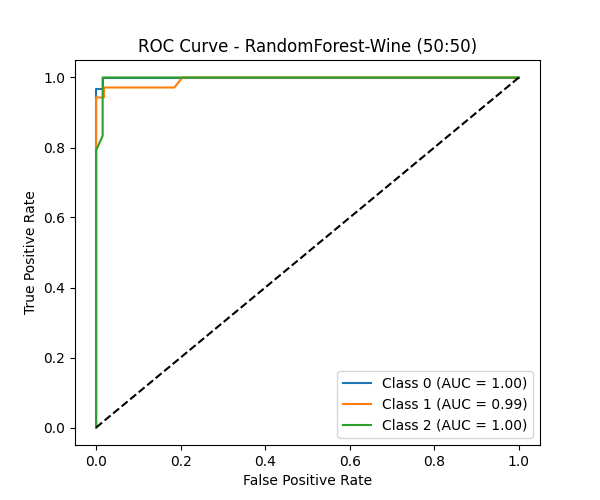 ROC Curve - RandomForest-Wine (50:50)
True Positive Rate
1.0
0.8
0.6
0.4
0.2
0.0
Class 0 (AUC = 1.00)
Class 1 (AUC = 0.99)
Class 2 (AUC = 1.00)
0.0 0.2 0.4 0.6 0.8 1.0
False Positive Rate